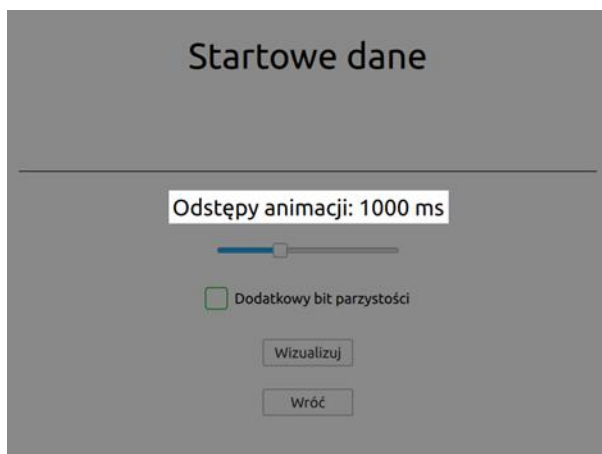 Startowe dane
Odstępy animacji: 1000 ms
Dodatkowy bit parzystości
Wizualizuj
Wróć